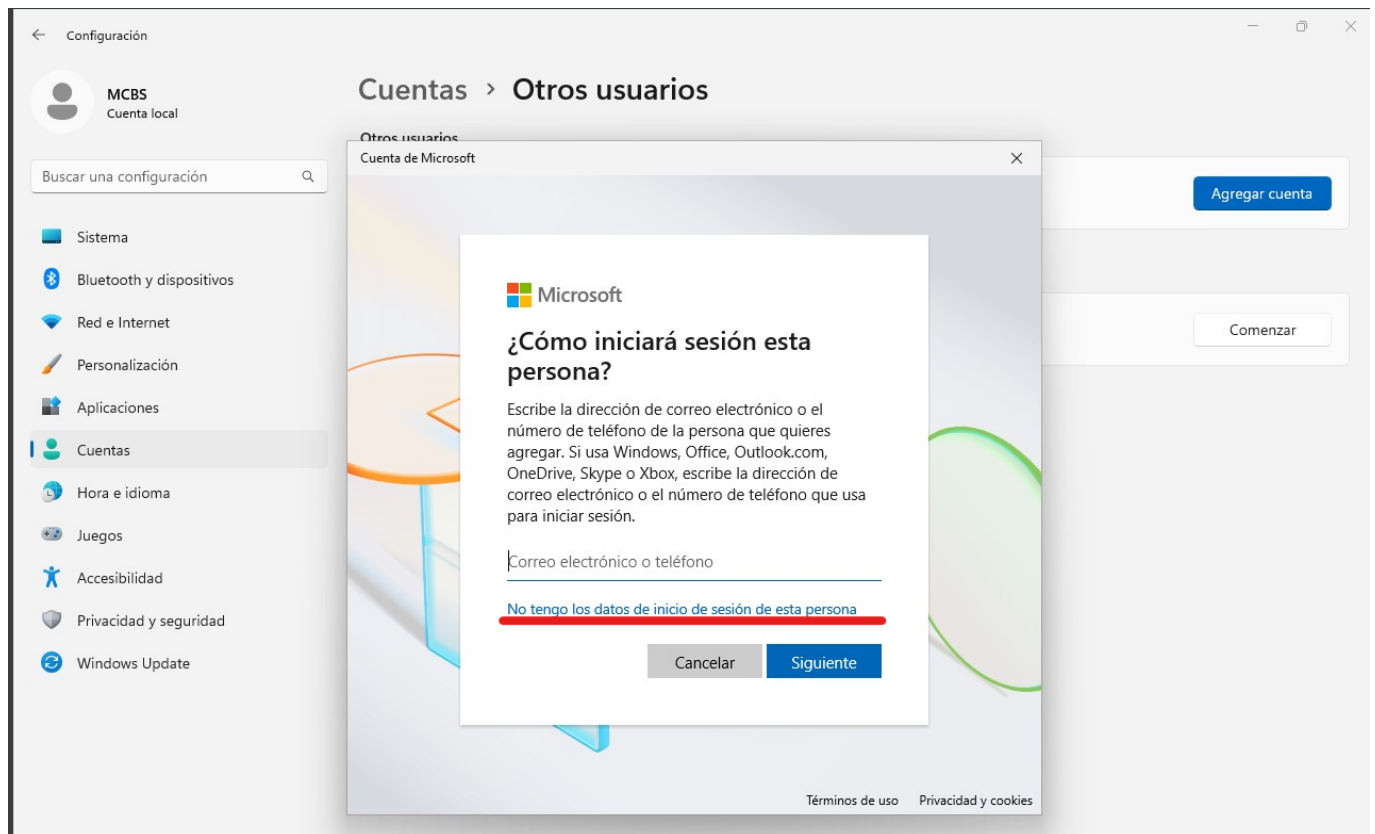 Configuración
MCBS
Cuenta local
Buscar una configuración
Sistema
Bluetooth y dispositivos
Red e Internet
Personalización
Aplicaciones
Cuentas
Hora e idioma
Juegos
Accesibilidad
Privacidad y seguridad
Windows Update
Cuentas > Otros usuarios
Otros usuarios
Agregar cuenta
Comenzar
Cuenta de Microsoft
Microsoft
¿Cómo iniciará sesión esta
persona?
Escribe la dirección de correo electrónico o el
número de teléfono de la persona que quieres
agregar. Si usa Windows, Office, Outlook.com,
OneDrive, Skype o Xbox, escribe la dirección de
correo electrónico o el número de teléfono que usa
para iniciar sesión.
Correo electrónico o teléfono
No tengo los datos de inicio de sesión de esta persona
Cancelar
Siguiente
Términos de uso
Privacidad y cookies